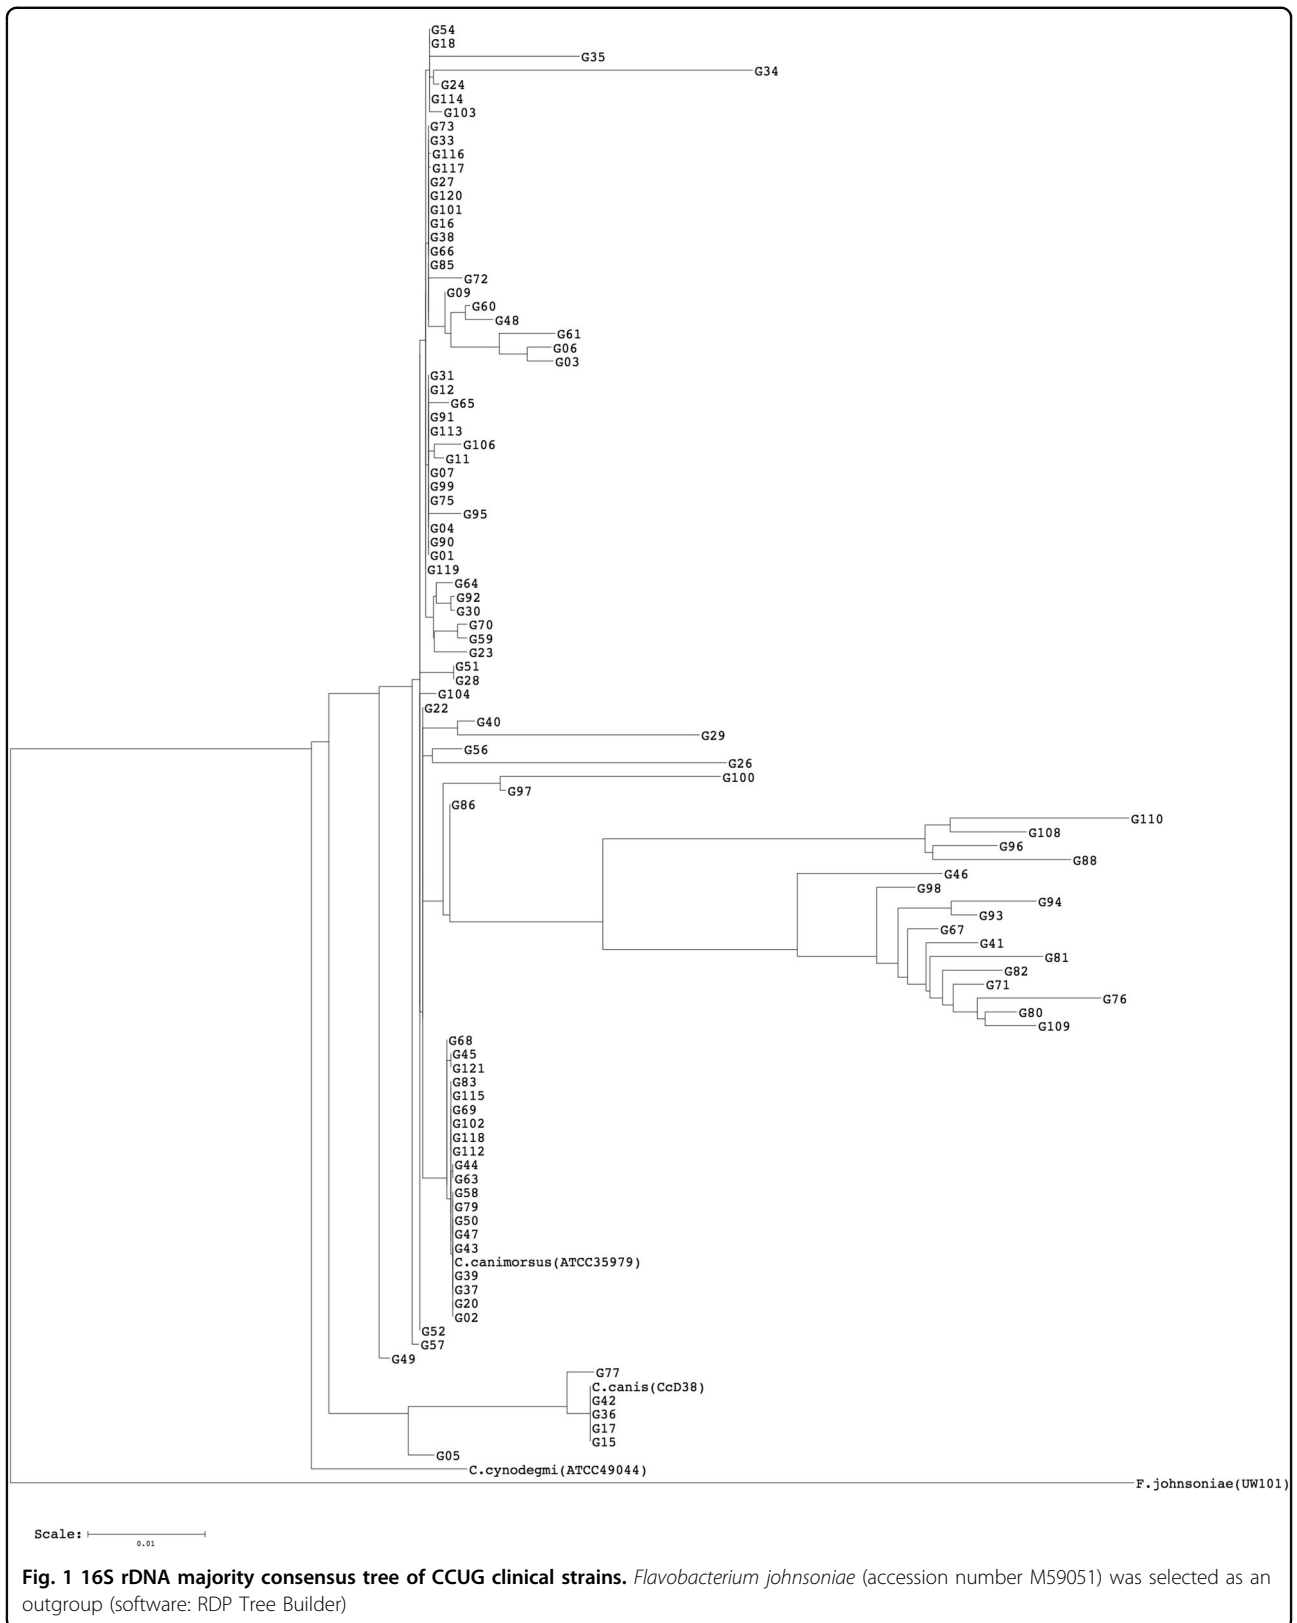 G54
G18
G35
G34
G24
G114
G103
G73
G33
G116
G117
G27
G120
G101
G16
G38
G66
G85
G72
G09
G60
G48
G61
G06
G03
G31
G12
G65
G91
G113
G106
G11
G07
G99
G75
G95
G04
G90
G01
G119
G64
G92
G30
G70
G59
G23
G51
G28
G104
G22
G40
G29
G56
G26
G100
G97
G86
G110
G108
G96
G88
G46
G98
G94
G93
G67
G41
G81
G82
G71
G76
G80
G109
G68
G45
G121
G83
G115
G69
G102
G118
G112
G44
G63
G58
G79
G50
G47
G43
C.canimorsus(ATCC35979)
G39
G37
G20
G02
G52
G57
G49
G77
C.canis(CcD38)
G42
G36
G17
G15
G05
C.cynodegmi(ATCC49044)
F.johnsoniae(UW101)
Scale:
0.01
Fig. 1 16S rDNA majority consensus tree of CCUG clinical strains. Flavobacterium johnsoniae (accession number M59051) was selected as an
outgroup (software: RDP Tree Builder)